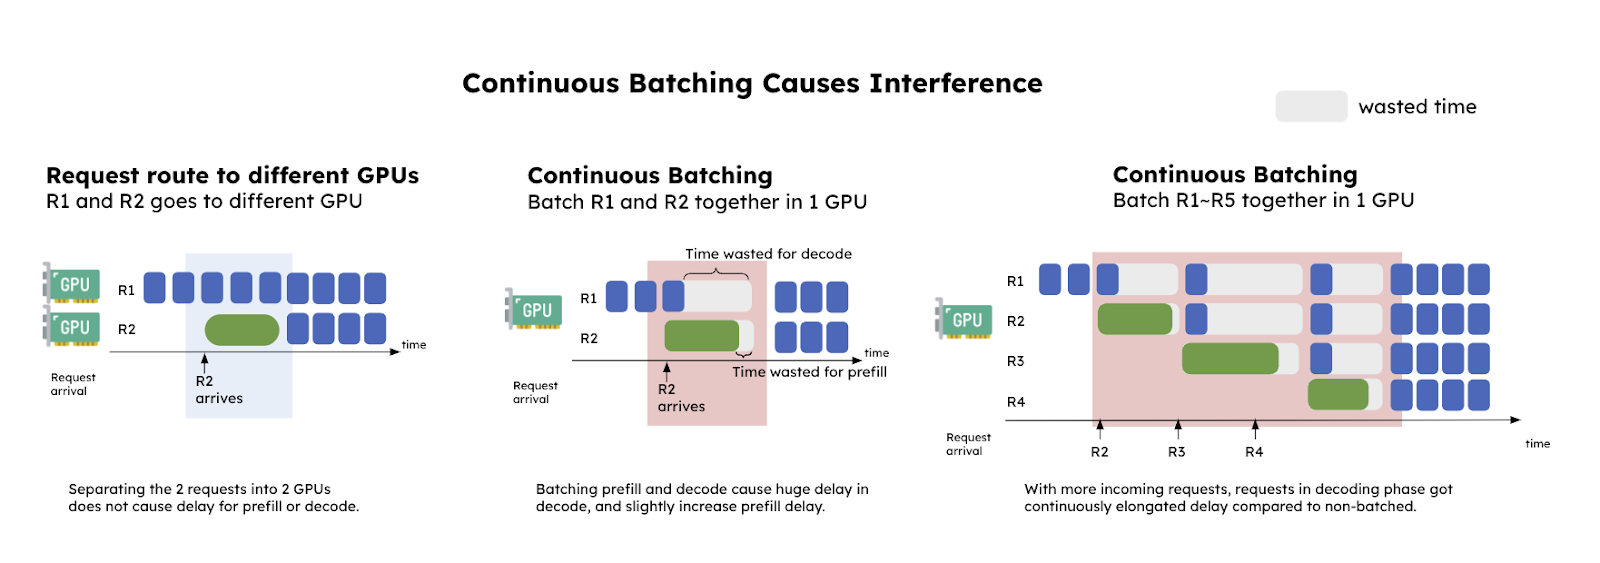 Continuous Batching Causes Interference
wasted time
Request route to different GPUs
R1 and R2 goes to different GPU
GPU
R1
GPU
R2
time
Request
arrival
R2
arrives
Separating the 2 requests into 2 GPUs
does not cause delay for prefill or decode.
Continuous Batching
Batch R1 and R2 together in 1 GPU
Time wasted for decode
R1
GPU
R2
time
Time wasted for prefill
Request
arrival
R2
arrives
Batching prefill and decode cause huge delay in
decode, and slightly increase prefill delay.
Continuous Batching
Batch R1~R5 together in 1 GPU
R1
GPU
R2
R3
R4
Request
arrival
R2
R3
R4
time
With more incoming requests, requests in decoding phase got
continuously elongated delay compared to non-batched.